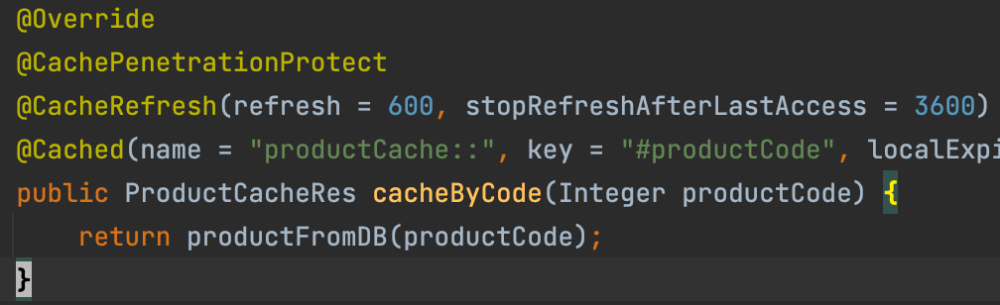 @Override
@CachePenetrationProtect
@CacheRefresh(refresh = 600, stopRefreshAfterLastAccess = 3600)
@Cached(name = "productCache::", key = "#productCode", localExpi
public ProductCacheRes cacheByCode(Integer productCode) {
return productFromDB(productCode);
}